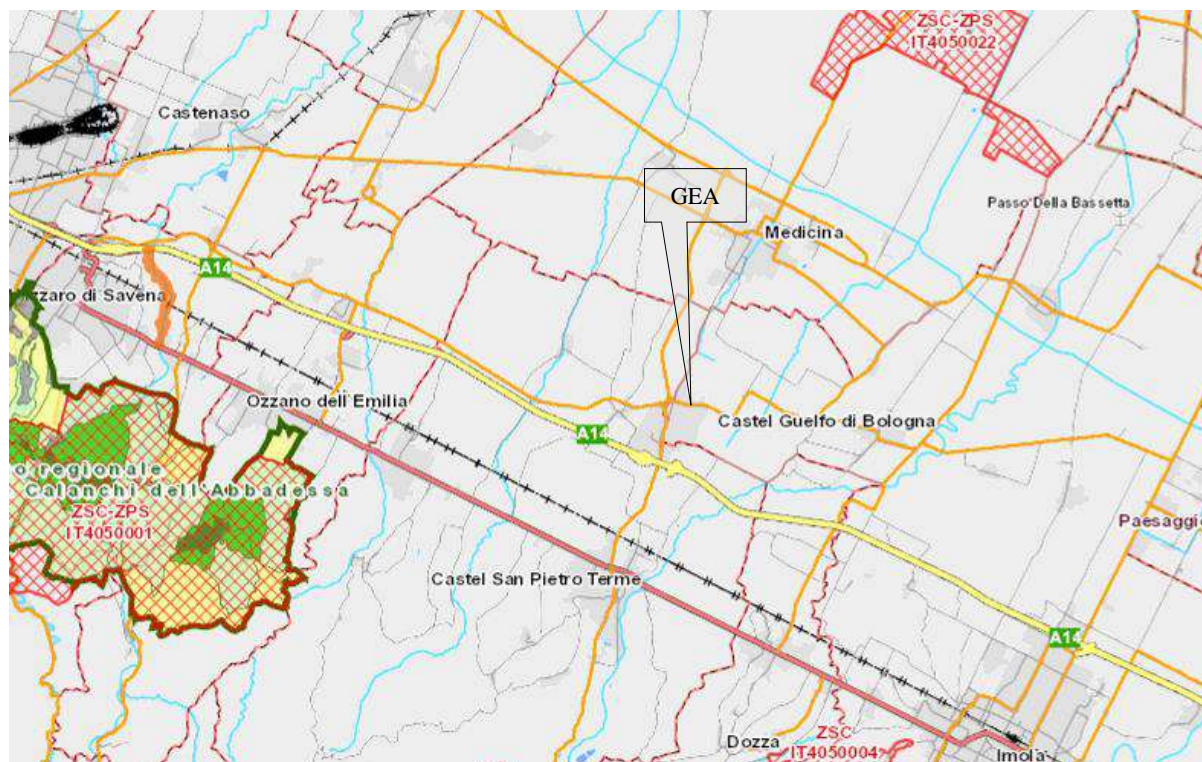 ZSC-ZPS
IT4050022
Castenaso
GEA
Passo Della Bassetta
Medicina
A14
zzaro di Savena
Ozzano dell'Emilia
Castel Guelfo di Bologna
A14
o regionale
Calanchi dell'Abbadessa
ZSC-ZPS
IT4050001
Paesaggi
Castel San Pietro Terme
A14
Dozza
ZSC
IT4050004
Imola